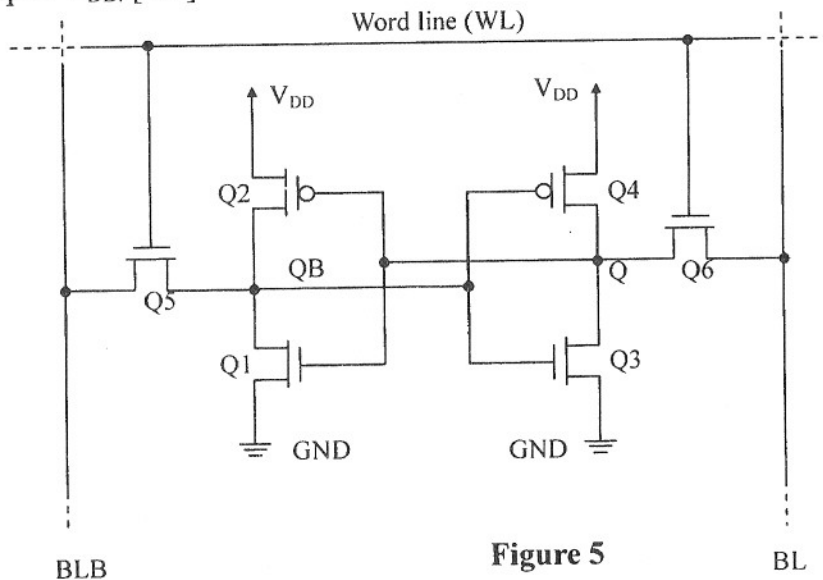 Word line (WL)
V_DD V_DD
Q2 Q4
QB Q Q6
Q5
Q1 Q3
GND GND
Figure 5
BLB BL